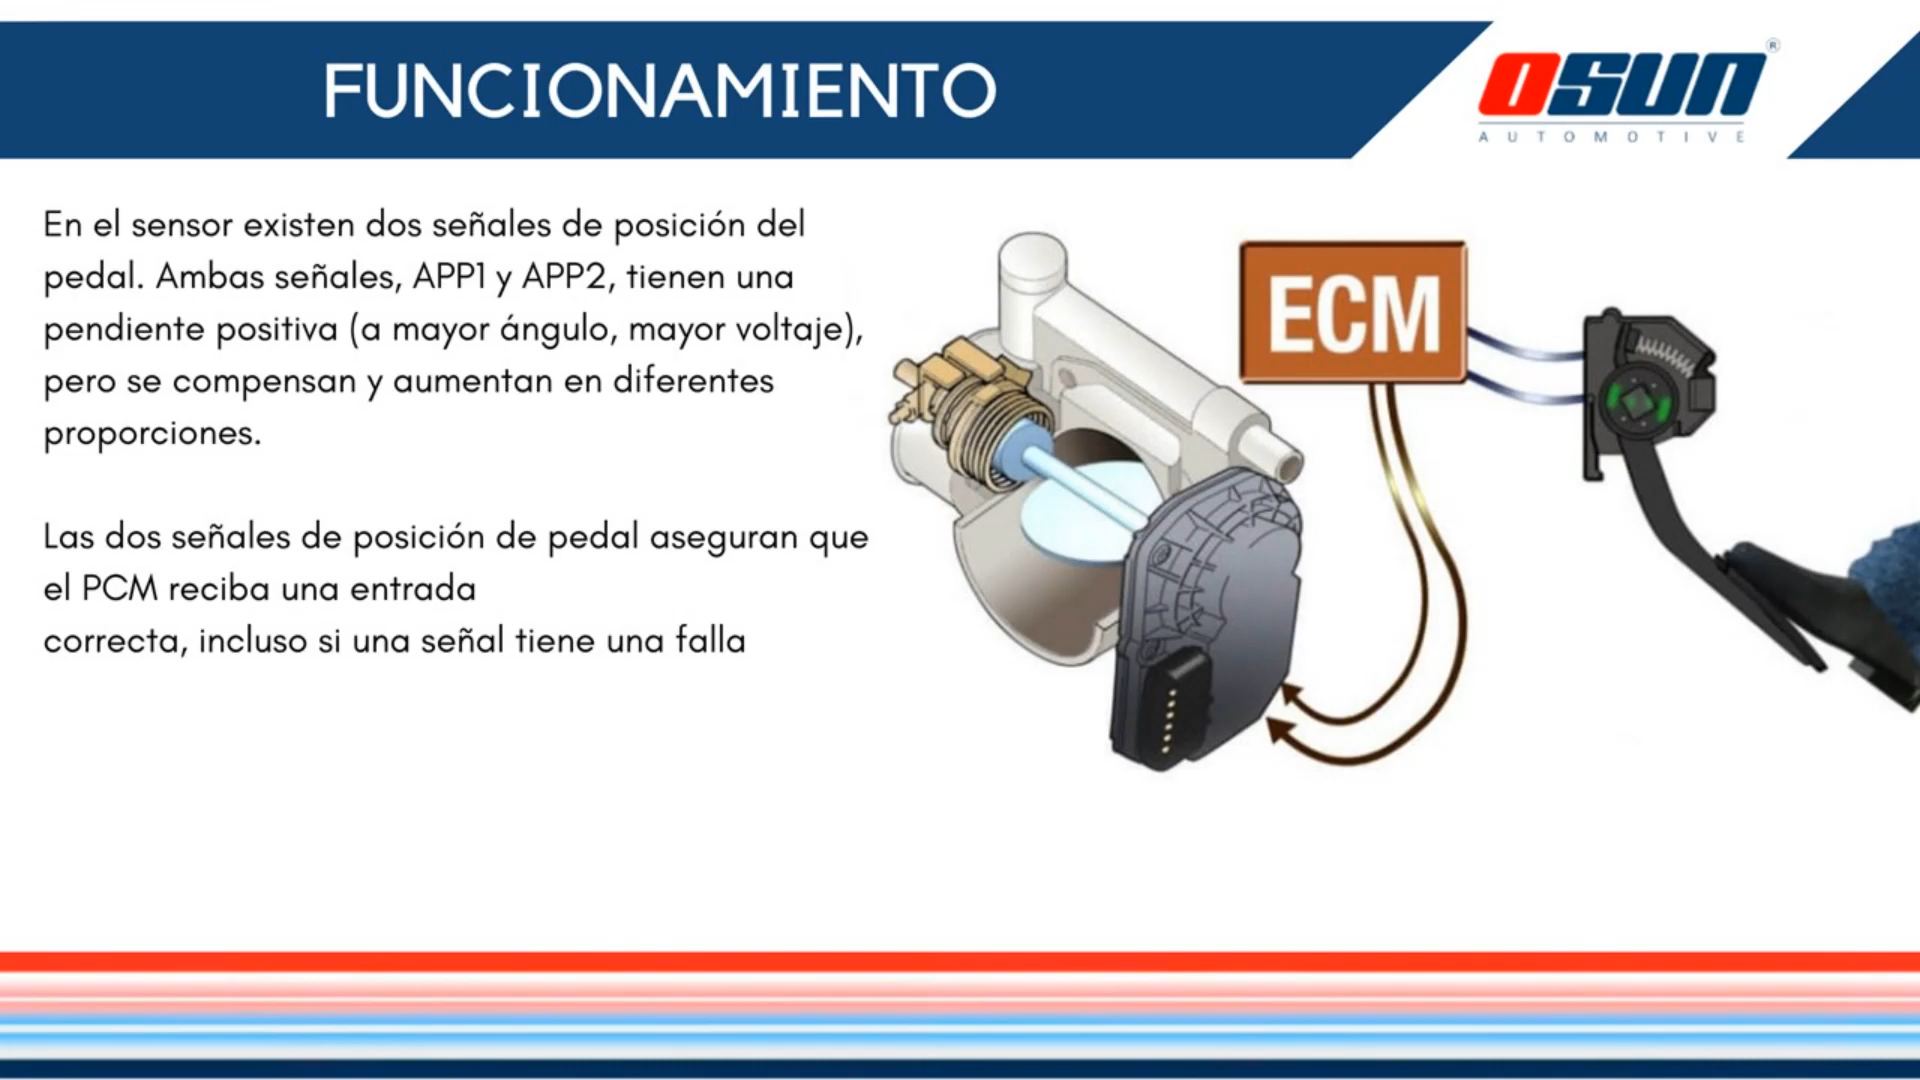 FUNCIONAMIENTO
OSUN®
AUTOMOTIVE
En el sensor existen dos señales de posición del
pedal. Ambas señales, APP1 y APP2, tienen una
pendiente positiva (a mayor ángulo, mayor voltaje),
pero se compensan y aumentan en diferentes
proporciones.
Las dos señales de posición de pedal aseguran que
el PCM reciba una entrada
correcta, incluso si una señal tiene una falla
ECM